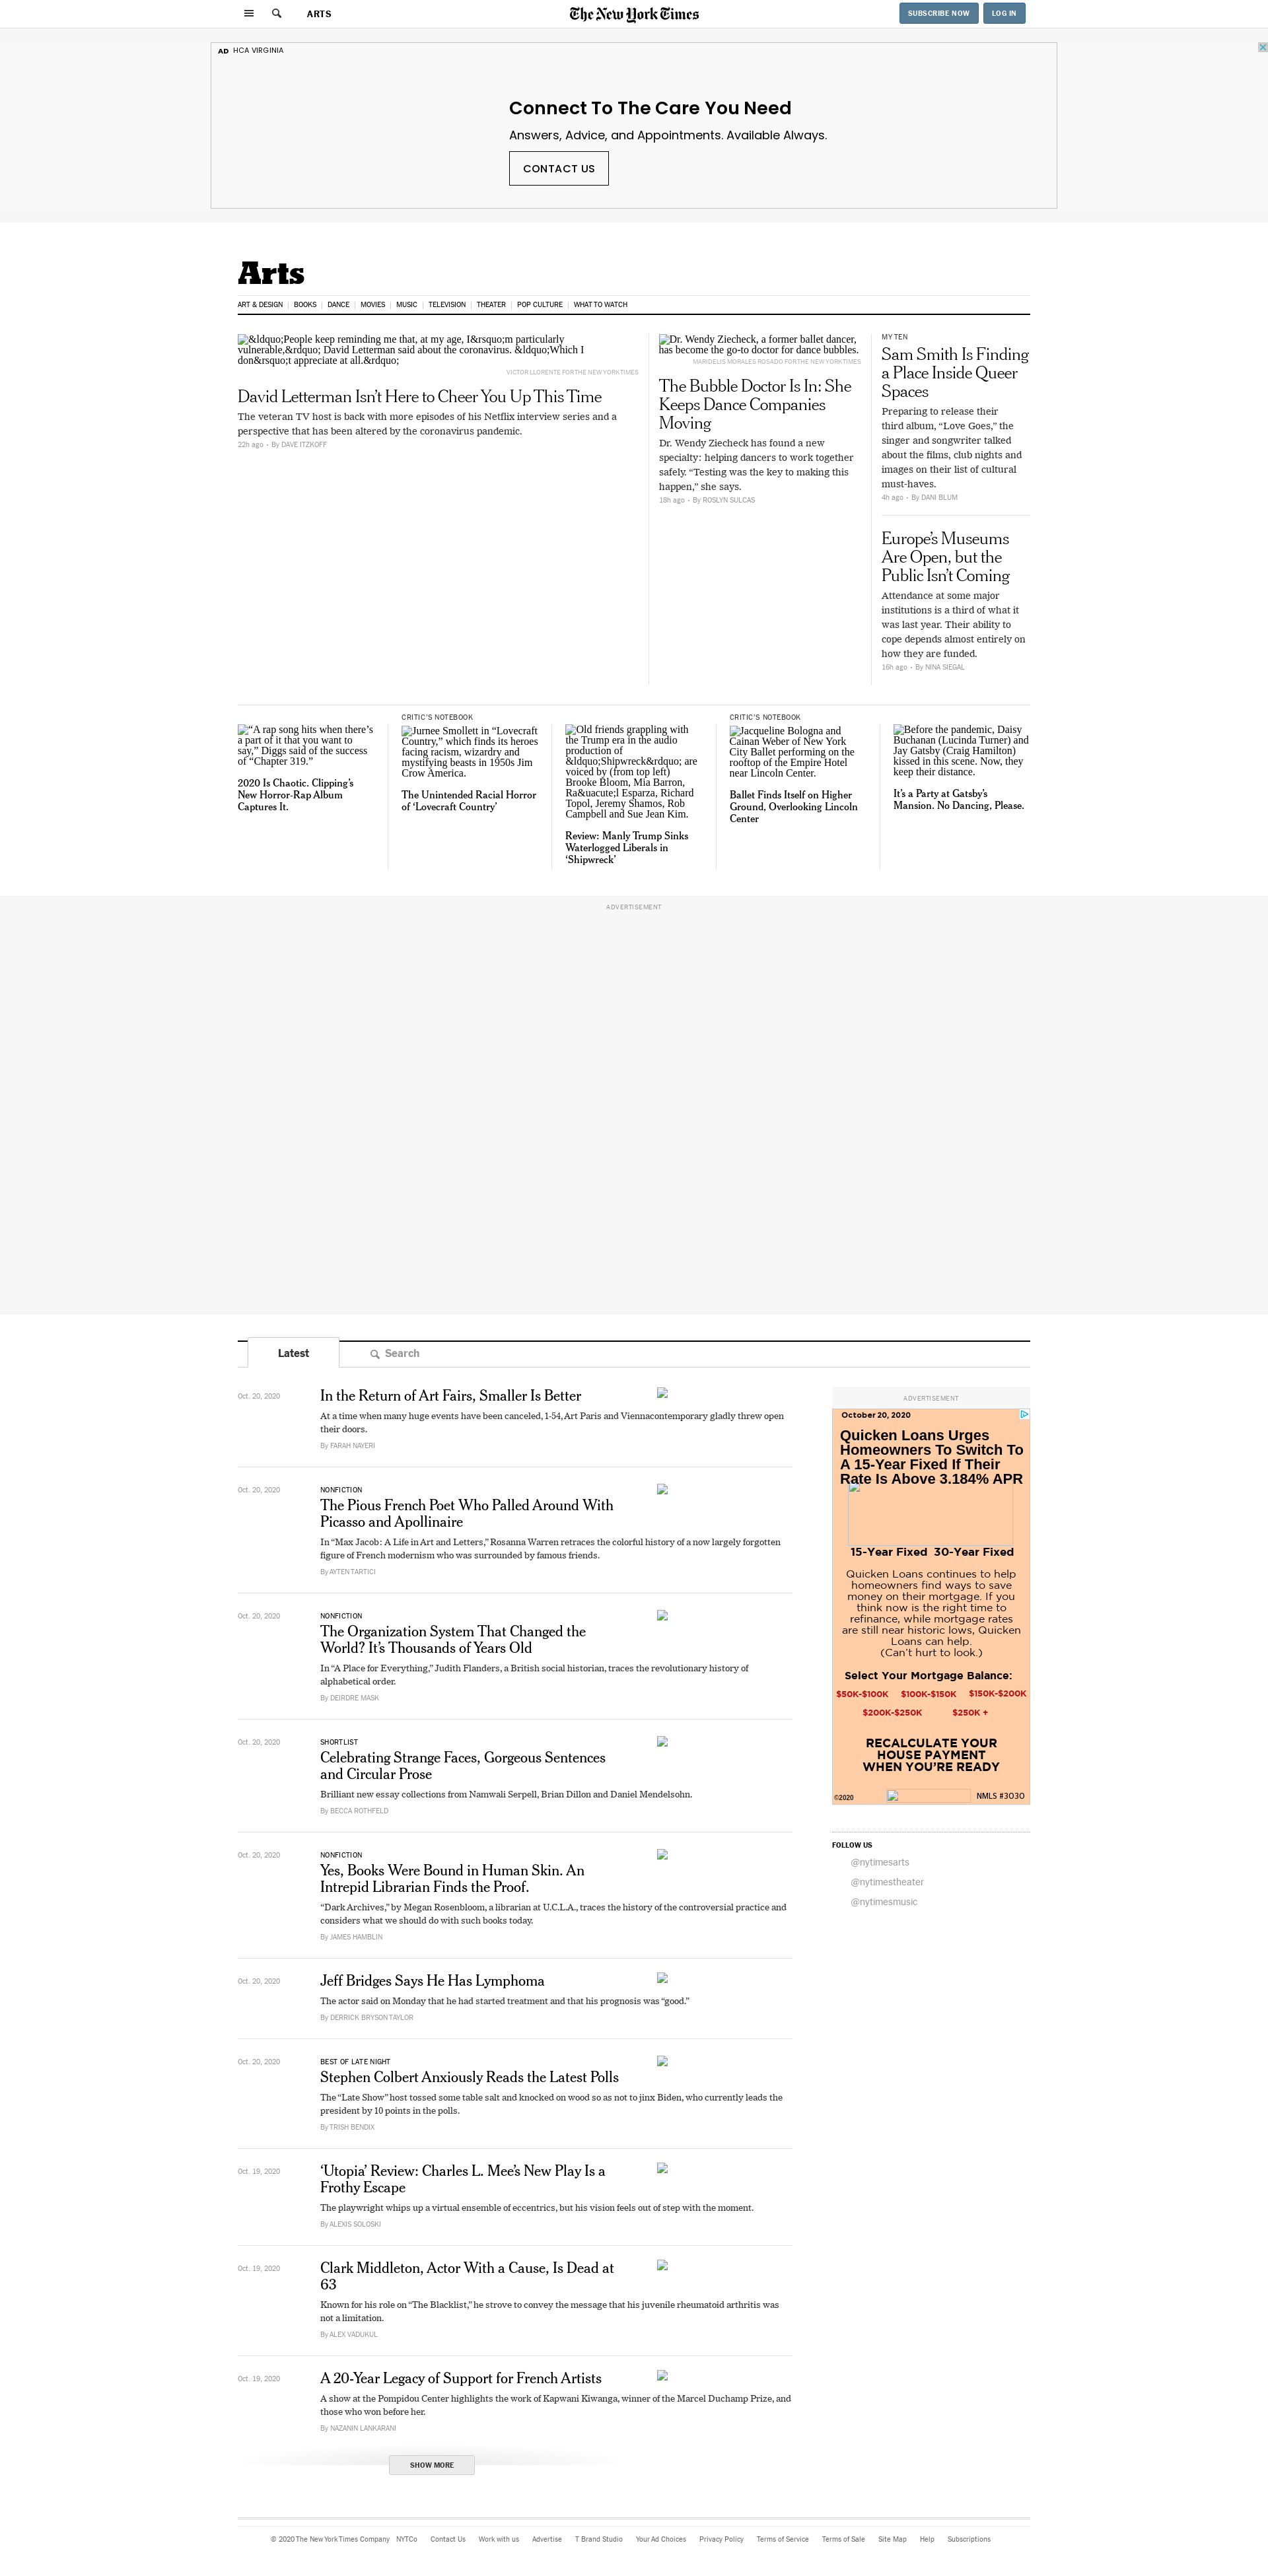 ARTS
The New York Times
SUBSCRIBE NOW
LOG IN
AD HCA VIRGINIA
Connect To The Care You Need
Answers, Advice, and Appointments. Available Always.
CONTACT US
Arts
ART & DESIGN
BOOKS
DANCE
MOVIES
MUSIC
TELEVISION
THEATER
POP CULTURE
WHAT TO WATCH
&ldquo;People keep reminding me that, at my age, I&rsquo;m particularly
vulnerable,&rdquo; David Letterman said about the coronavirus. &ldquo;Which I
don&rsquo;t appreciate at all.&rdquo;
VICTOR LLORENTE FOR THE NEW YORK TIMES
David Letterman Isn’t Here to Cheer You Up This Time
The veteran TV host is back with more episodes of his Netflix interview series and a
perspective that has been altered by the coronavirus pandemic.
22h ago • By DAVE ITZKOFF
Dr. Wendy Ziecheck, a former ballet dancer,
has become the go-to doctor for dance bubbles.
MARIDELIS MORALES ROSADO FOR THE NEW YORK TIMES
The Bubble Doctor Is In: She
Keeps Dance Companies
Moving
Dr. Wendy Ziecheck has found a new
specialty: helping dancers to work together
safely. “Testing was the key to making this
happen,” she says.
18h ago • By ROSLYN SULCAS
MY TEN
Sam Smith Is Finding
a Place Inside Queer
Spaces
Preparing to release their
third album, “Love Goes,” the
singer and songwriter talked
about the films, club nights and
images on their list of cultural
must-haves.
4h ago • By DANI BLUM
Europe’s Museums
Are Open, but the
Public Isn’t Coming
Attendance at some major
institutions is a third of what it
was last year. Their ability to
cope depends almost entirely on
how they are funded.
16h ago • By NINA SIEGAL
“A rap song hits when there’s
a part of it that you want to
say,” Diggs said of the success
of “Chapter 319.”
2020 Is Chaotic. Clipping’s
New Horror-Rap Album
Captures It.
CRITIC’S NOTEBOOK
Jurnee Smollett in “Lovecraft
Country,” which finds its heroes
facing racism, wizardry and
mystifying beasts in 1950s Jim
Crow America.
The Unintended Racial Horror
of ‘Lovecraft Country’
Old friends grappling with
the Trump era in the audio
production of
&ldquo;Shipwreck&rdquo; are
voiced by (from top left)
Brooke Bloom, Mia Barron,
Ra&uacute;l Esparza, Richard
Topol, Jeremy Shamos, Rob
Campbell and Sue Jean Kim.
Review: Manly Trump Sinks
Waterlogged Liberals in
‘Shipwreck’
CRITIC’S NOTEBOOK
Jacqueline Bologna and
Cainan Weber of New York
City Ballet performing on the
rooftop of the Empire Hotel
near Lincoln Center.
Ballet Finds Itself on Higher
Ground, Overlooking Lincoln
Center
Before the pandemic, Daisy
Buchanan (Lucinda Turner) and
Jay Gatsby (Craig Hamilton)
kissed in this scene. Now, they
keep their distance.
It’s a Party at Gatsby’s
Mansion. No Dancing, Please.
ADVERTISEMENT
Latest
Search
Oct. 20, 2020
In the Return of Art Fairs, Smaller Is Better
At a time when many huge events have been canceled, 1-54, Art Paris and Viennacontemporary gladly threw open
their doors.
By FARAH NAYERI
Oct. 20, 2020
NONFICTION
The Pious French Poet Who Palled Around With
Picasso and Apollinaire
In “Max Jacob: A Life in Art and Letters,” Rosanna Warren retraces the colorful history of a now largely forgotten
figure of French modernism who was surrounded by famous friends.
By AYTEN TARTICI
Oct. 20, 2020
NONFICTION
The Organization System That Changed the
World? It’s Thousands of Years Old
In “A Place for Everything,” Judith Flanders, a British social historian, traces the revolutionary history of
alphabetical order.
By DEIRDRE MASK
Oct. 20, 2020
SHORTLIST
Celebrating Strange Faces, Gorgeous Sentences
and Circular Prose
Brilliant new essay collections from Namwali Serpell, Brian Dillon and Daniel Mendelsohn.
By BECCA ROTHFELD
Oct. 20, 2020
NONFICTION
Yes, Books Were Bound in Human Skin. An
Intrepid Librarian Finds the Proof.
“Dark Archives,” by Megan Rosenbloom, a librarian at U.C.L.A., traces the history of the controversial practice and
considers what we should do with such books today.
By JAMES HAMBLIN
Oct. 20, 2020
Jeff Bridges Says He Has Lymphoma
The actor said on Monday that he had started treatment and that his prognosis was “good.”
By DERRICK BRYSON TAYLOR
Oct. 20, 2020
BEST OF LATE NIGHT
Stephen Colbert Anxiously Reads the Latest Polls
The “Late Show” host tossed some table salt and knocked on wood so as not to jinx Biden, who currently leads the
president by 10 points in the polls.
By TRISH BENDIX
Oct. 19, 2020
‘Utopia’ Review: Charles L. Mee’s New Play Is a
Frothy Escape
The playwright whips up a virtual ensemble of eccentrics, but his vision feels out of step with the moment.
By ALEXIS SOLOSKI
Oct. 19, 2020
Clark Middleton, Actor With a Cause, Is Dead at
63
Known for his role on “The Blacklist,” he strove to convey the message that his juvenile rheumatoid arthritis was
not a limitation.
By ALEX VADUKUL
Oct. 19, 2020
A 20-Year Legacy of Support for French Artists
A show at the Pompidou Center highlights the work of Kapwani Kiwanga, winner of the Marcel Duchamp Prize, and
those who won before her.
By NAZANIN LANKARANI
SHOW MORE
ADVERTISEMENT
October 20, 2020
Quicken Loans Urges
Homeowners To Switch To
A 15-Year Fixed If Their
Rate Is Above 3.184% APR
15-Year Fixed 30-Year Fixed
Quicken Loans continues to help
homeowners find ways to save
money on their mortgage. If you
think now is the right time to
refinance, while mortgage rates
are still near historic lows, Quicken
Loans can help.
(Can’t hurt to look.)
Select Your Mortgage Balance:
$50K-$100K $100K-$150K $150K-$200K
$200K-$250K $250K +
RECALCULATE YOUR
HOUSE PAYMENT
WHEN YOU’RE READY
©2020
NMLS #3030
FOLLOW US
@nytimesarts
@nytimestheater
@nytimesmusic
© 2020 The New York Times Company
NYTCo
Contact Us
Work with us
Advertise
T Brand Studio
Your Ad Choices
Privacy Policy
Terms of Service
Terms of Sale
Site Map
Help
Subscriptions